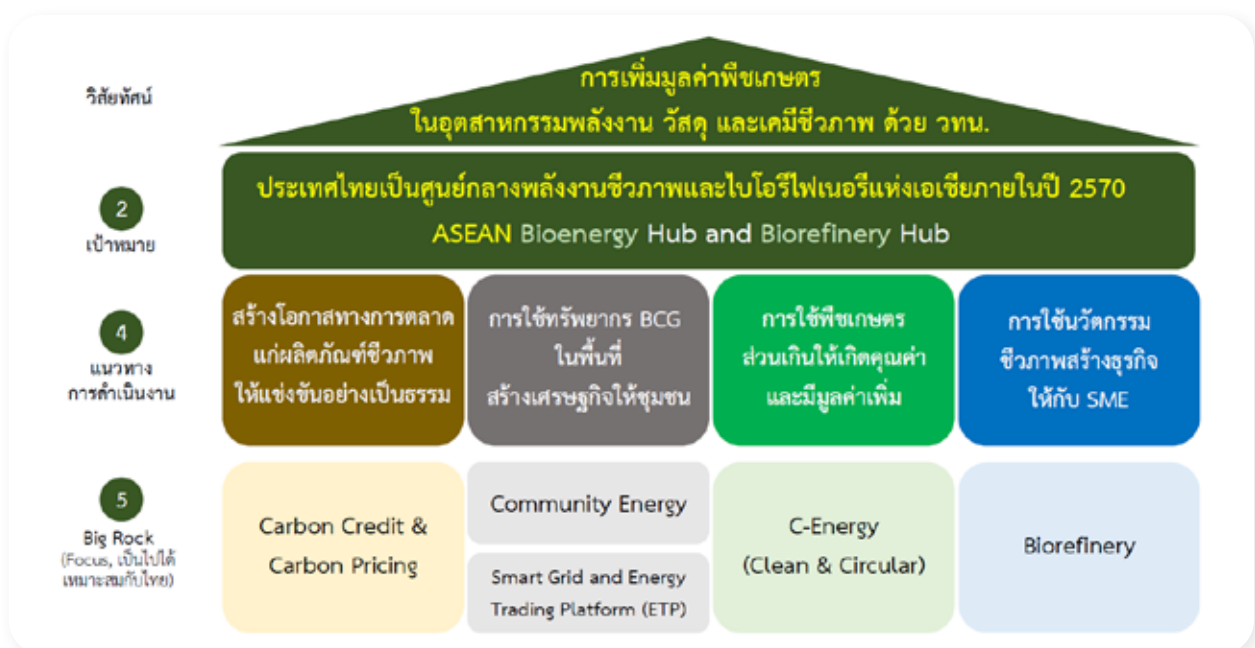 วิสัยทัศน์
การเพิ่มมูลค่าพืชเกษตร
ในอุตสาหกรรมพลังงาน วัสดุ และเคมีชีวภาพ ด้วย วทน.
2
เป้าหมาย
ประเทศไทยเป็นศูนย์กลางพลังงานชีวภาพและไบโอรีไฟเนอรีแห่งเอเชียภายในปี 2570
ASEAN Bioenergy Hub and Biorefinery Hub
4
แนวทาง
การดำเนินงาน
สร้างโอกาสทางการตลาด
แก่ผลิตภัณฑ์ชีวภาพ
ให้แข่งขันอย่างเป็นธรรม
การใช้ทรัพยากร BCG
ในพื้นที่
สร้างเศรษฐกิจให้ชุมชน
การใช้พืชเกษตร
ส่วนเกินให้เกิดคุณค่า
และมีมูลค่าเพิ่ม
การใช้นวัตกรรม
ชีวภาพสร้างธุรกิจ
ให้กับ SME
5
Big Rock
(Focus, เป็นไปได้
เหมาะสมกับไทย)
Carbon Credit &
Carbon Pricing
Community Energy
Smart Grid and Energy
Trading Platform (ETP)
C-Energy
(Clean & Circular)
Biorefinery